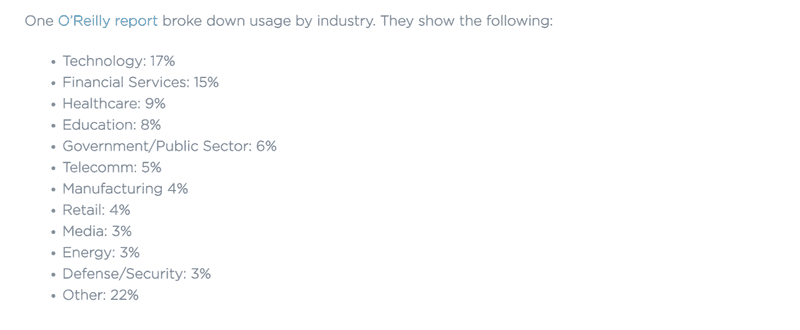 One O'Reilly report broke down usage by industry. They show the following:
• Technology: 17%
• Financial Services: 15%
• Healthcare: 9%
• Education: 8%
• Government/Public Sector: 6%
• Telecomm: 5%
• Manufacturing 4%
• Retail: 4%
• Media: 3%
• Energy: 3%
• Defense/Security: 3%
• Other: 22%